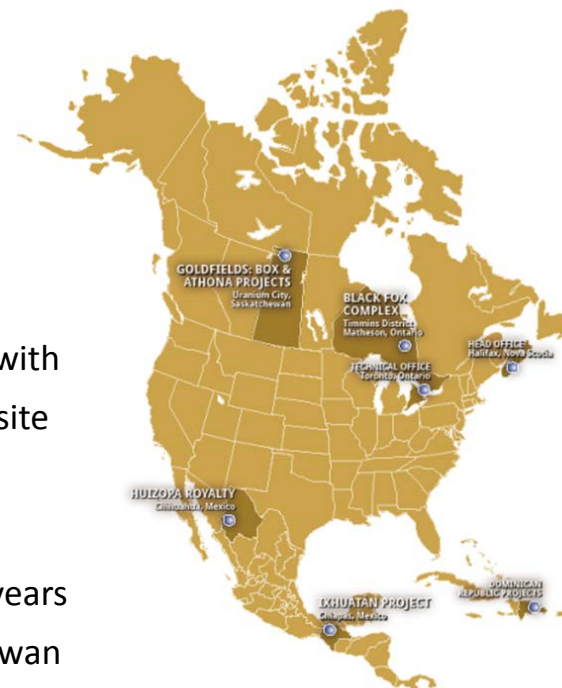 GOLDFIELDS: BOX &
ATHONA PROJECTS
Uranium City,
Saskatchewan
BLACK FOX
COMPLEX
Timmins District
Matheson, Ontario
HEAD OFFICE
Halifax, Nova Scotia
TECHNICAL OFFICE
Toronto, Ontario
with
site
HUIZOPA ROYALTY
Chihuahua, Mexico
years
wan
IXHUATAN PROJECT
Chiapas, Mexico
DOMINICAN
REPUBLIC PROJECTS